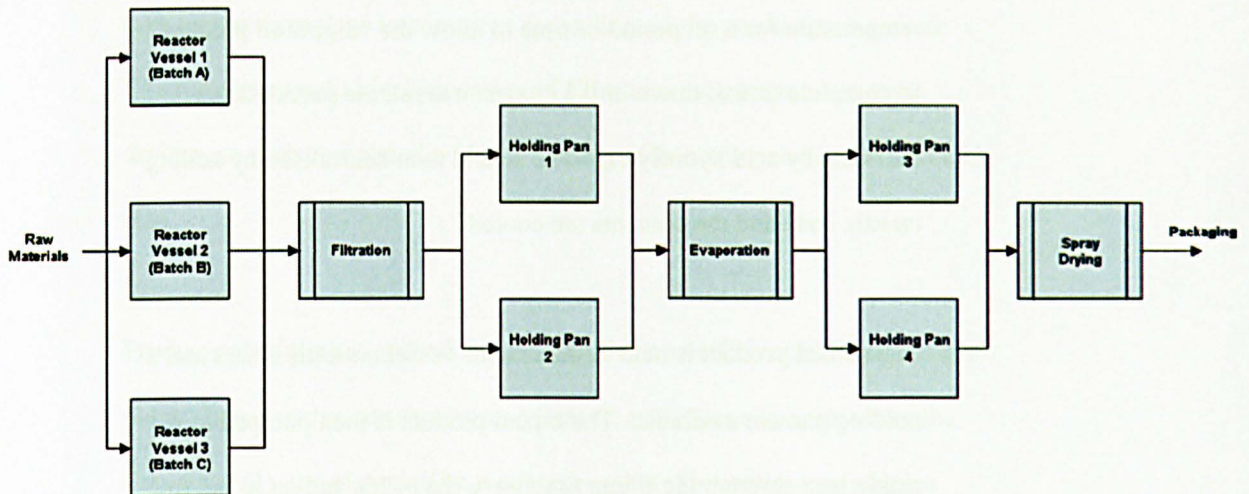 Raw
Materials
Reactor
Vessel 1
(Batch A)
Reactor
Vessel 2
(Batch B)
Reactor
Vessel 3
(Batch C)
Filtration
Holding Pan
1
Holding Pan
2
Evaporation
Holding Pan
3
Holding Pan
4
Spray
Drying
Packaging